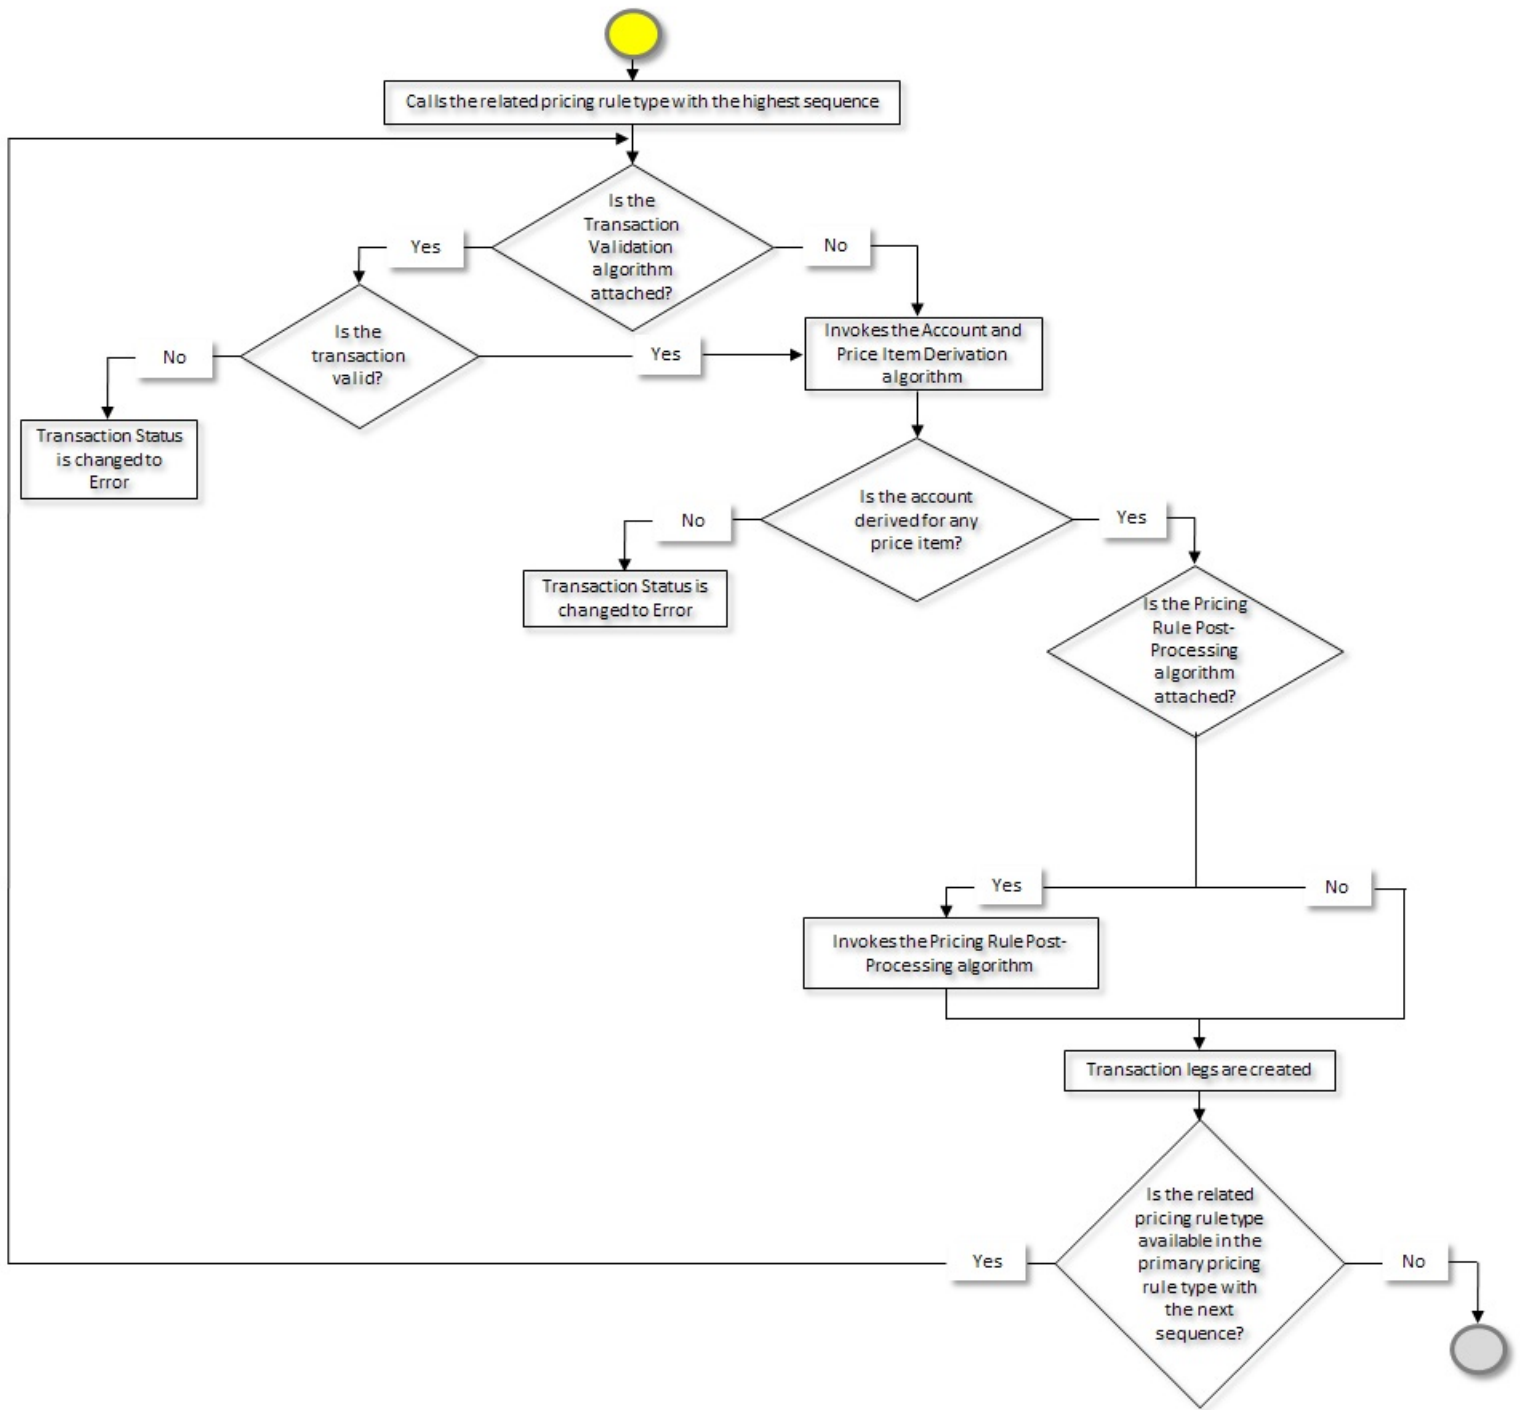 Calls the related pricing rule type with the highest sequence
Is the
Transaction
Validation
algorithm
attached?
Yes
No
Is the
transaction
valid?
No
Yes
Invokes the Account and
Price Item Derivation
algorithm
Transaction Status
is changed to
Error
Is the account
derived for any
price item?
No
Yes
Transaction Status is
changed to Error
Is the Pricing
Rule Post-
Processing
algorithm
attached?
Yes
No
Invokes the Pricing Rule Post-
Processing algorithm
Transaction legs are created
Is the related
pricing rule type
available in the
primary pricing
rule type with
the next
sequence?
Yes
No